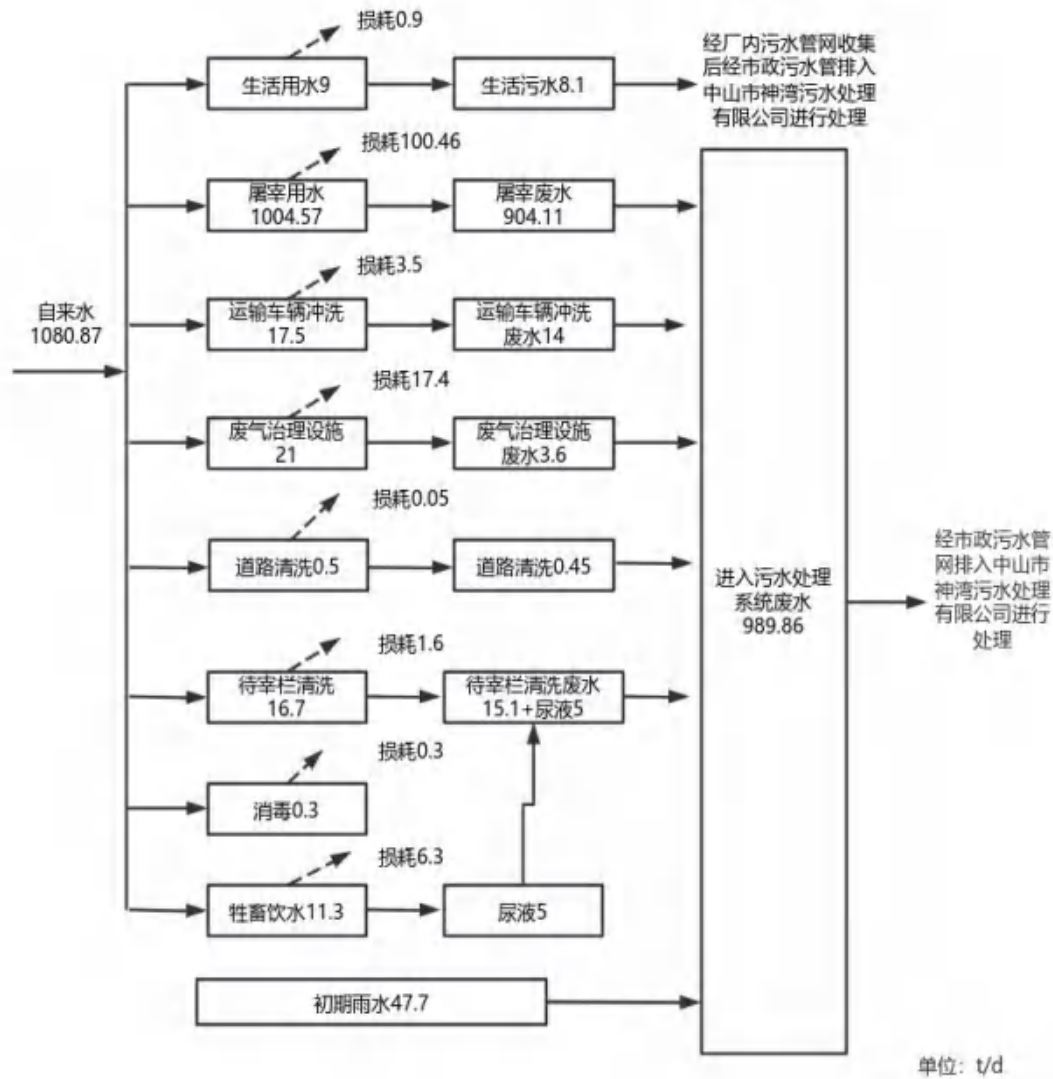 损耗0.9
生活用水9
生活污水8.1
经厂内污水管网收集
后经市政污水管排入
中山市神湾污水处理
有限公司进行处理
损耗100.46
屠宰用水
1004.57
屠宰废水
904.11
损耗3.5
自来水
1080.87
运输车辆冲洗
17.5
运输车辆冲洗
废水14
损耗17.4
废气治理设施
21
废气治理设施
废水3.6
损耗0.05
道路清洗0.5
道路清洗0.45
进入污水处理
系统废水
989.86
经市政污水管
网排入中山市
神湾污水处理
有限公司进行
处理
损耗1.6
待宰栏清洗
16.7
待宰栏清洗废水
15.1+尿液5
损耗0.3
消毒0.3
损耗6.3
牲畜饮水11.3
尿液5
初期雨水47.7
单位：t/d